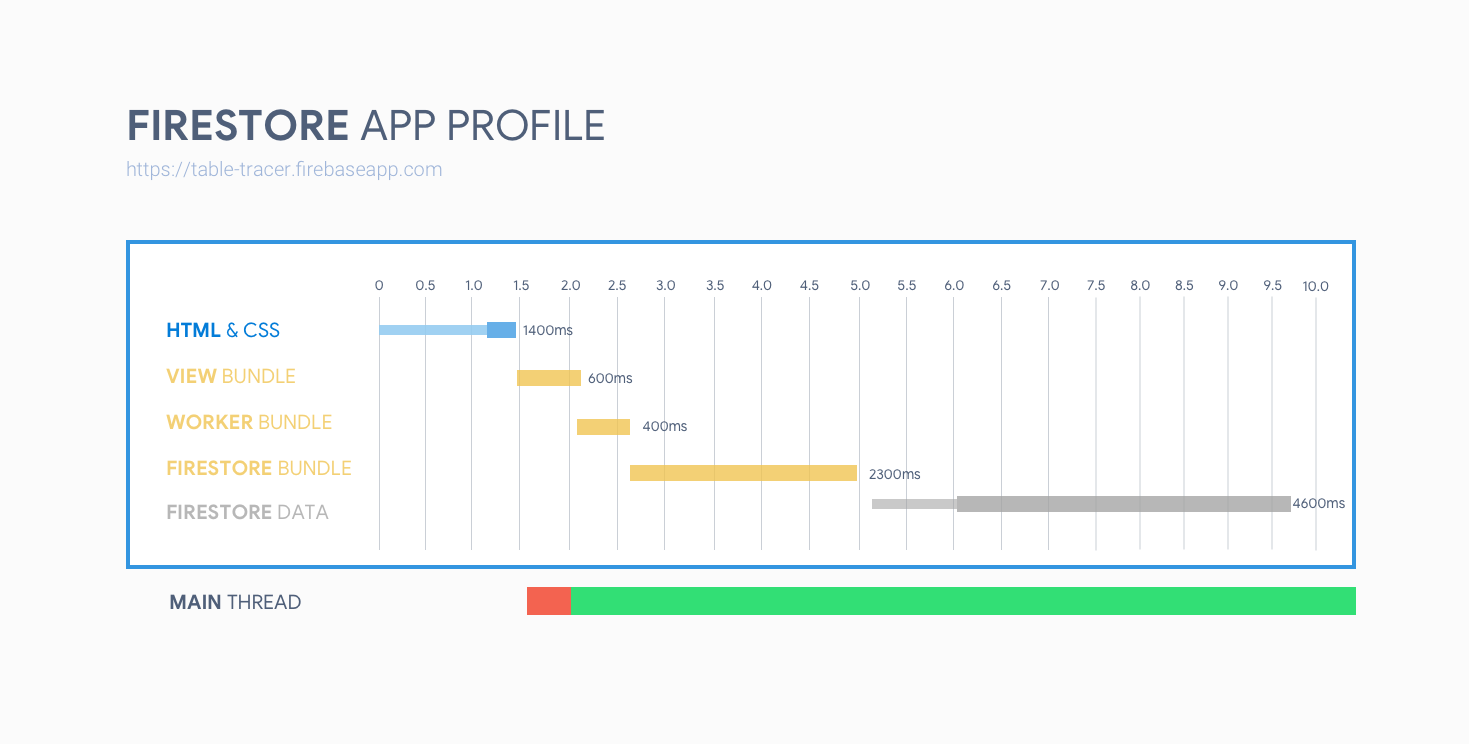 FIRESTORE APP PROFILE
https://table-tracer.firebaseapp.com
0 0.5 1.0 1.5 2.0 2.5 3.0 3.5 4.0 4.5 5.0 5.5 6.0 6.5 7.0 7.5 8.0 8.5 9.0 9.5 10.0
HTML & CSS 1400ms
VIEW BUNDLE 600ms
WORKER BUNDLE 400ms
FIRESTORE BUNDLE 2300ms
FIRESTORE DATA 4600ms
MAIN THREAD